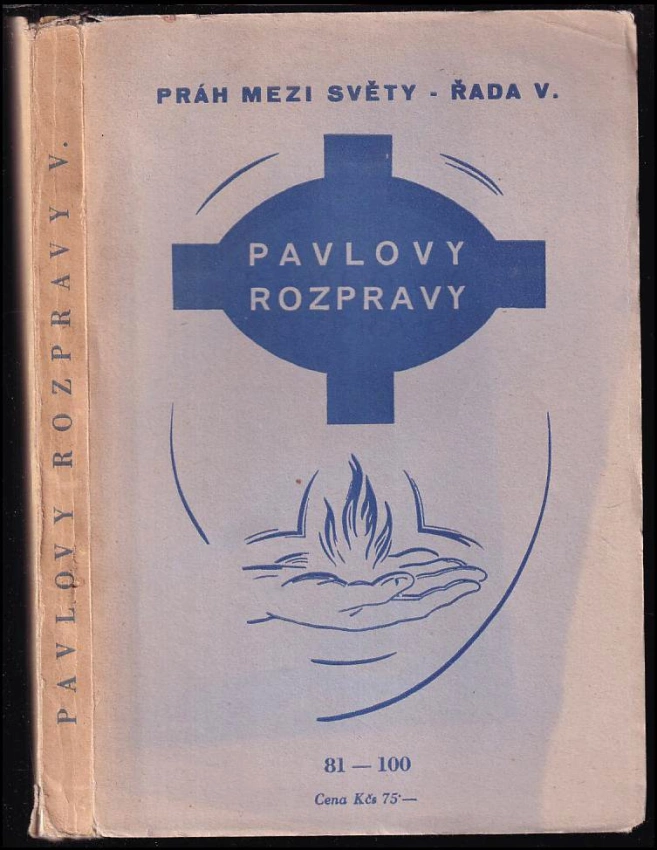 PRÁH MEZI SVĚTY - ŘADA V.
PAVLOVY
ROZPRAVY
81 — 100
Cena Kčs 75·—
PAVLOVY ROZPRAVY V.